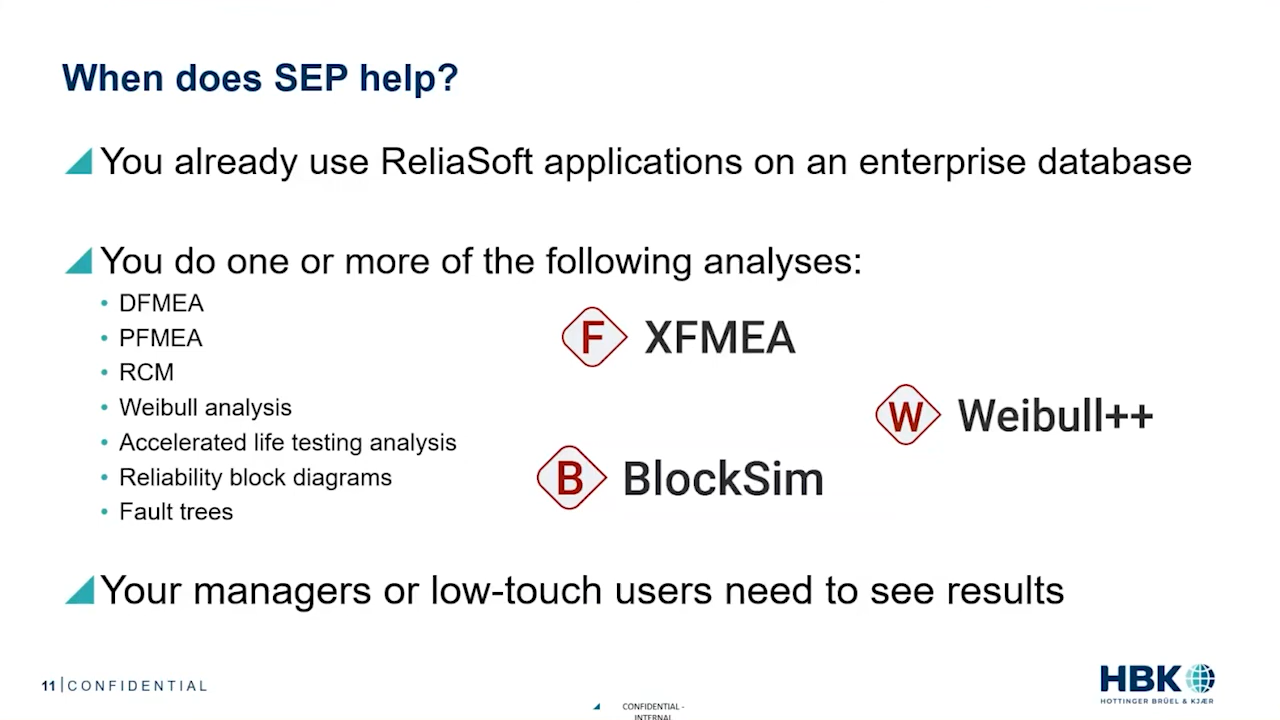 When does SEP help?
You already use ReliaSoft applications on an enterprise database
You do one or more of the following analyses:
• DFMEA
• PFMEA
• RCM
• Weibull analysis
• Accelerated life testing analysis
• Reliability block diagrams
• Fault trees
F XFMEA
W Weibull++
B BlockSim
Your managers or low-touch users need to see results
11 | CONFIDENTIAL
CONFIDENTIAL -
INTERNAL
HBK
HOTTINGER BRÜEL & KJÆR